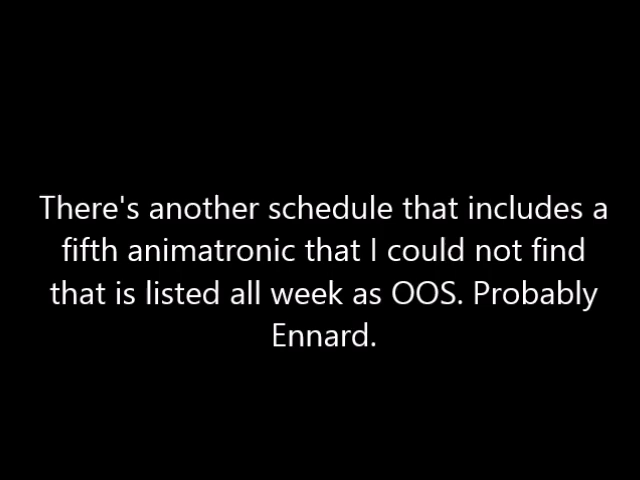 There's another schedule that includes a
fifth animatronic that I could not find
that is listed all week as OOS. Probably
Ennard.